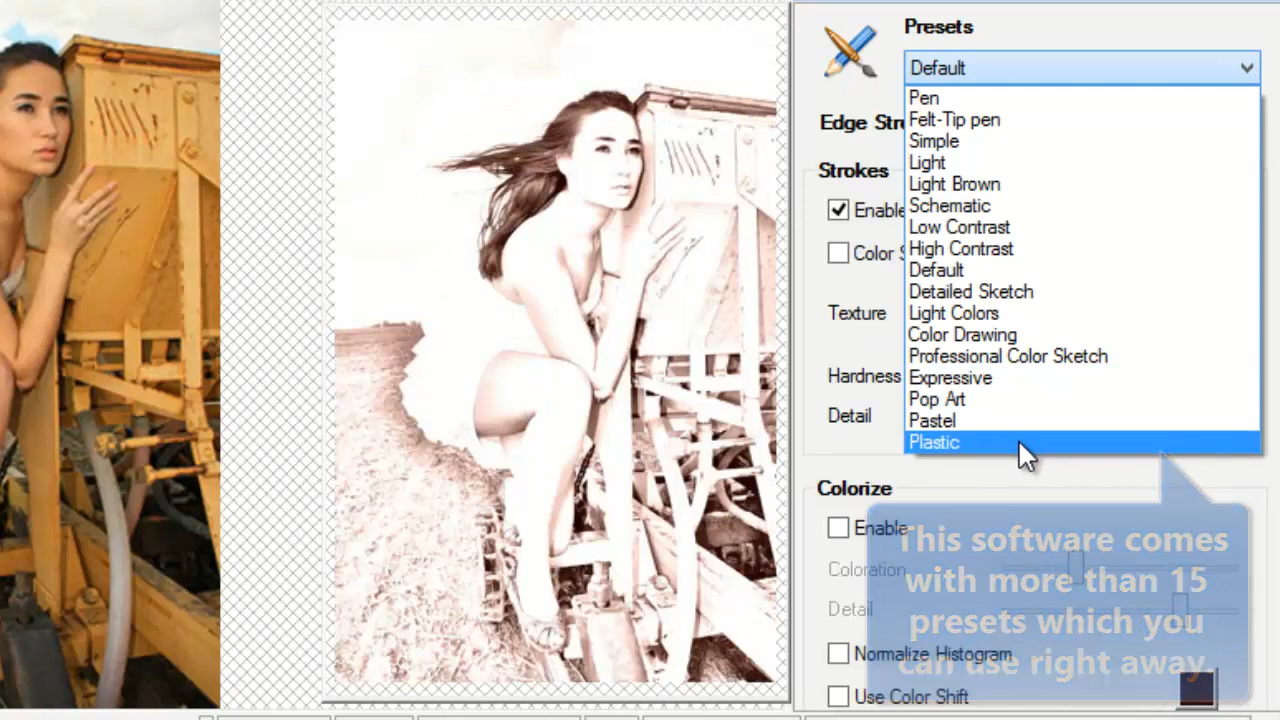 Presets
Default
Pen
Felt-Tip pen
Simple
Light
Light Brown
Schematic
Low Contrast
High Contrast
Default
Detailed Sketch
Light Colors
Color Drawing
Professional Color Sketch
Expressive
Pop Art
Pastel
Plastic
Edge Str
Strokes
Enable
Color S
Texture
Hardness
Detail
Colorize
Enable
Coloration
Detail
Normalize Histogram
Use Color Shift
This software comes
with more than 15
presets which you
can use right away.